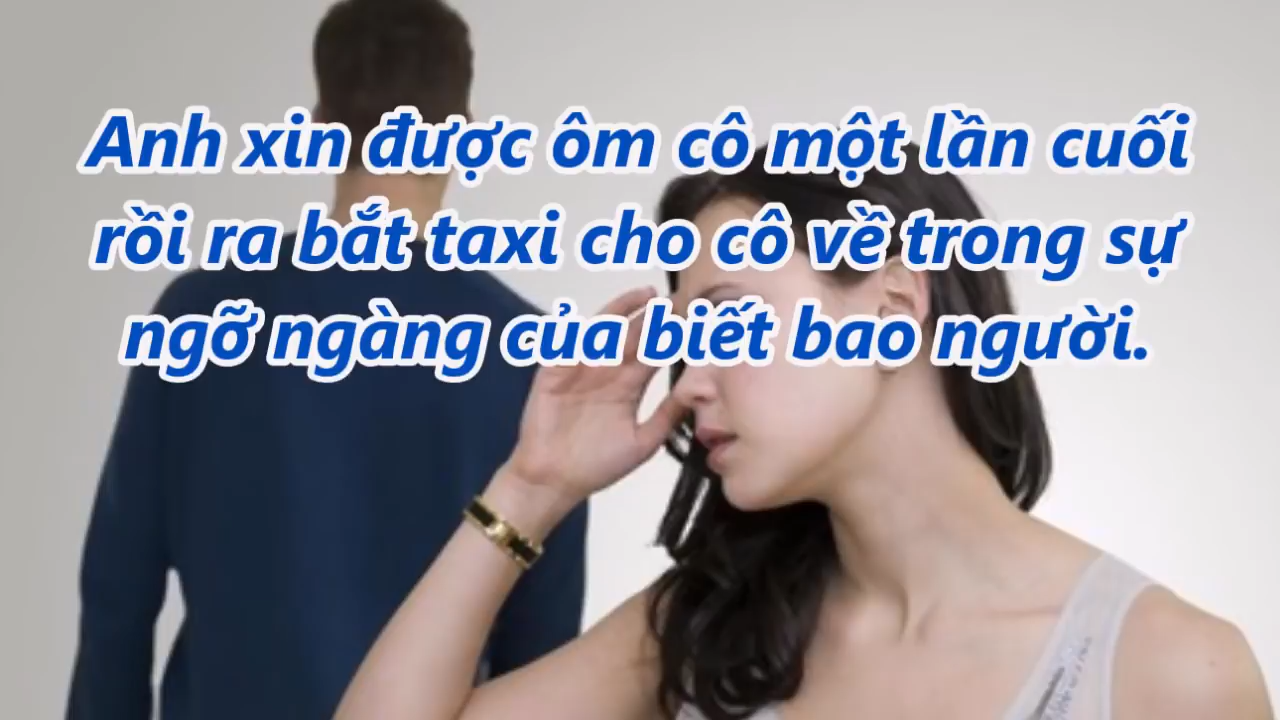 Anh xin được ôm cô một lần cuối
rồi ra bắt taxi cho cô về trong sự
ngỡ ngàng của biết bao người.